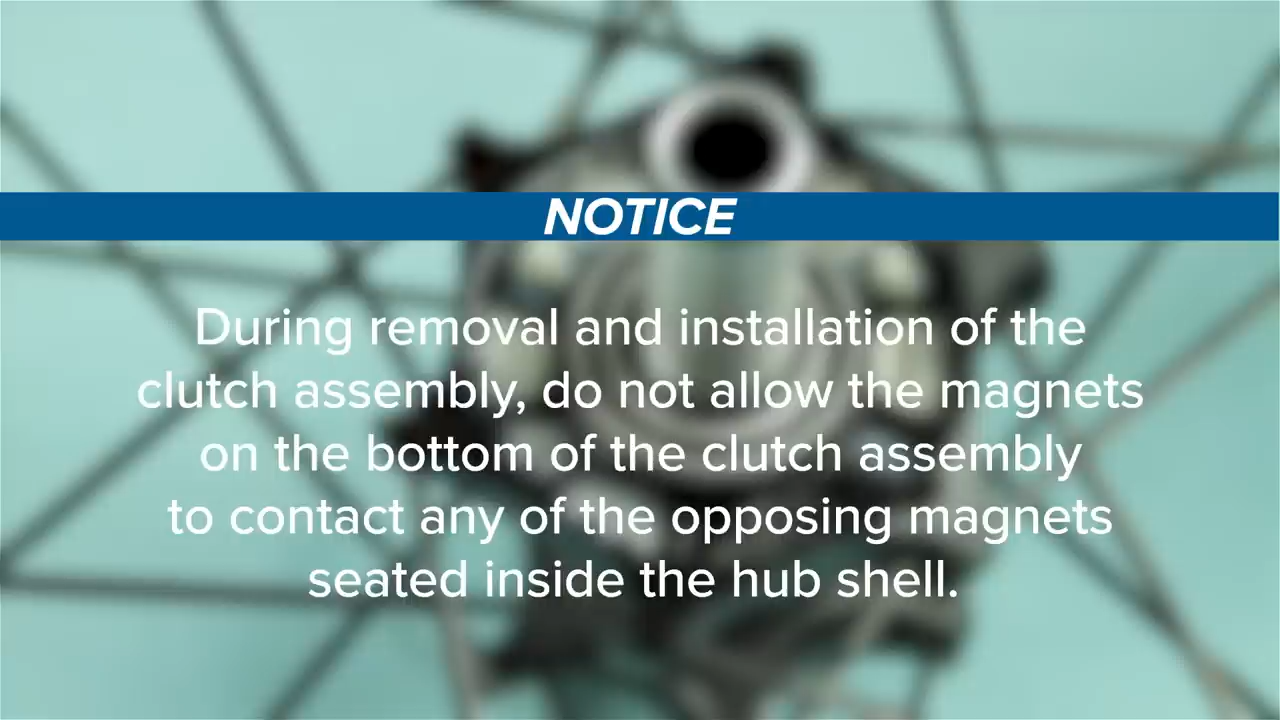 NOTICE
During removal and installation of the
clutch assembly, do not allow the magnets
on the bottom of the clutch assembly
to contact any of the opposing magnets
seated inside the hub shell.